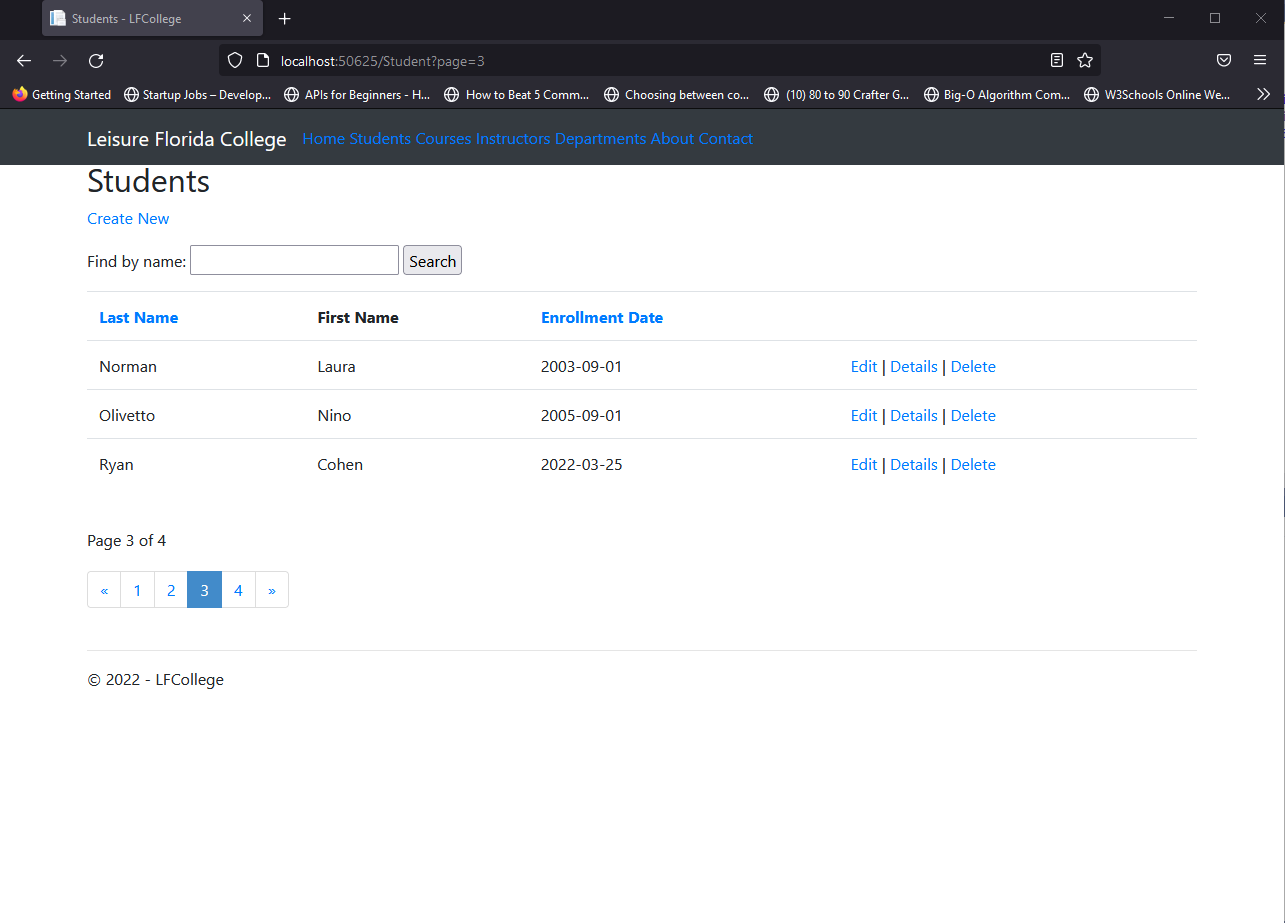 Students - LFCollege
localhost:50625/Student?page=3
Getting Started Startup Jobs – Develop... APIs for Beginners - H... How to Beat 5 Comm... Choosing between co... (10) 80 to 90 Crafter G... Big-O Algorithm Com... W3Schools Online We...
Leisure Florida College Home Students Courses Instructors Departments About Contact
Students
Create New
Find by name: Search
Last Name First Name Enrollment Date
Norman Laura 2003-09-01 Edit | Details | Delete
Olivetto Nino 2005-09-01 Edit | Details | Delete
Ryan Cohen 2022-03-25 Edit | Details | Delete
Page 3 of 4
« 1 2 3 4 »
© 2022 - LFCollege